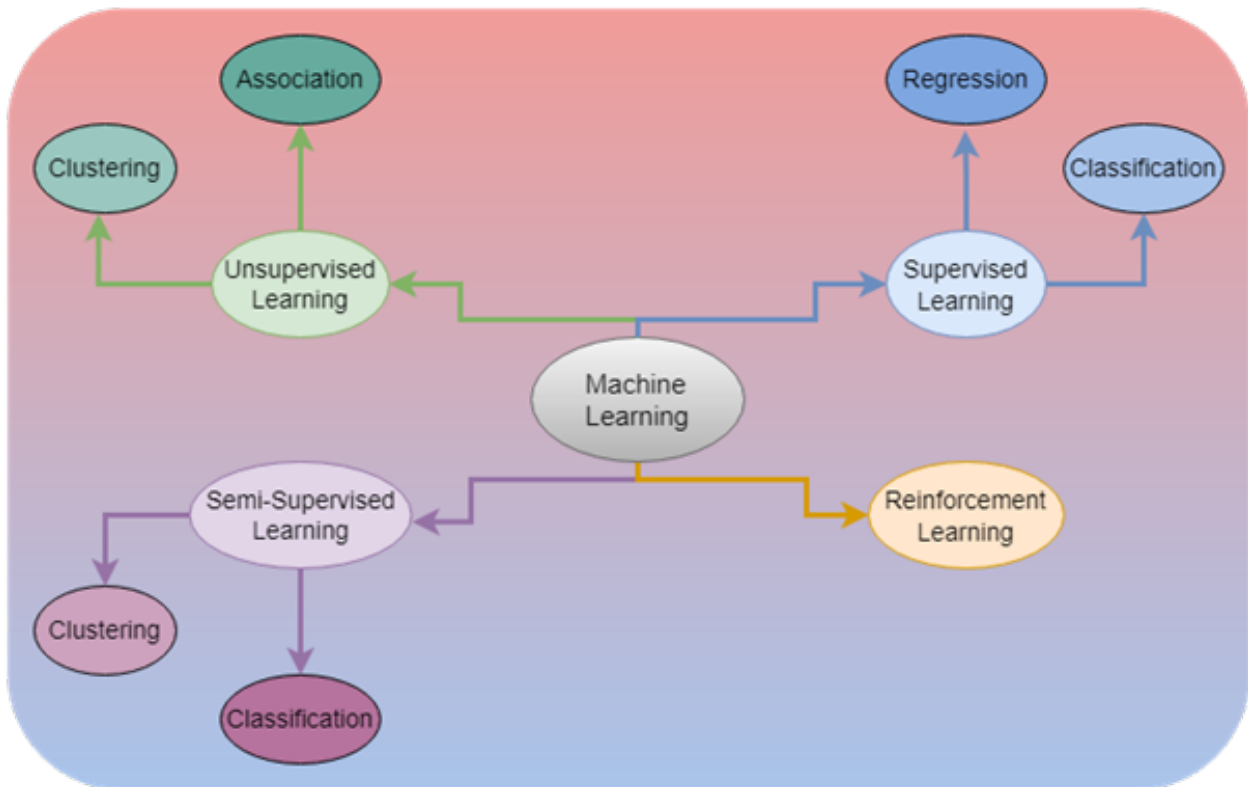 Association
Regression
Clustering
Classification
Unsupervised
Learning
Supervised
Learning
Machine
Learning
Semi-Supervised
Learning
Reinforcement
Learning
Clustering
Classification